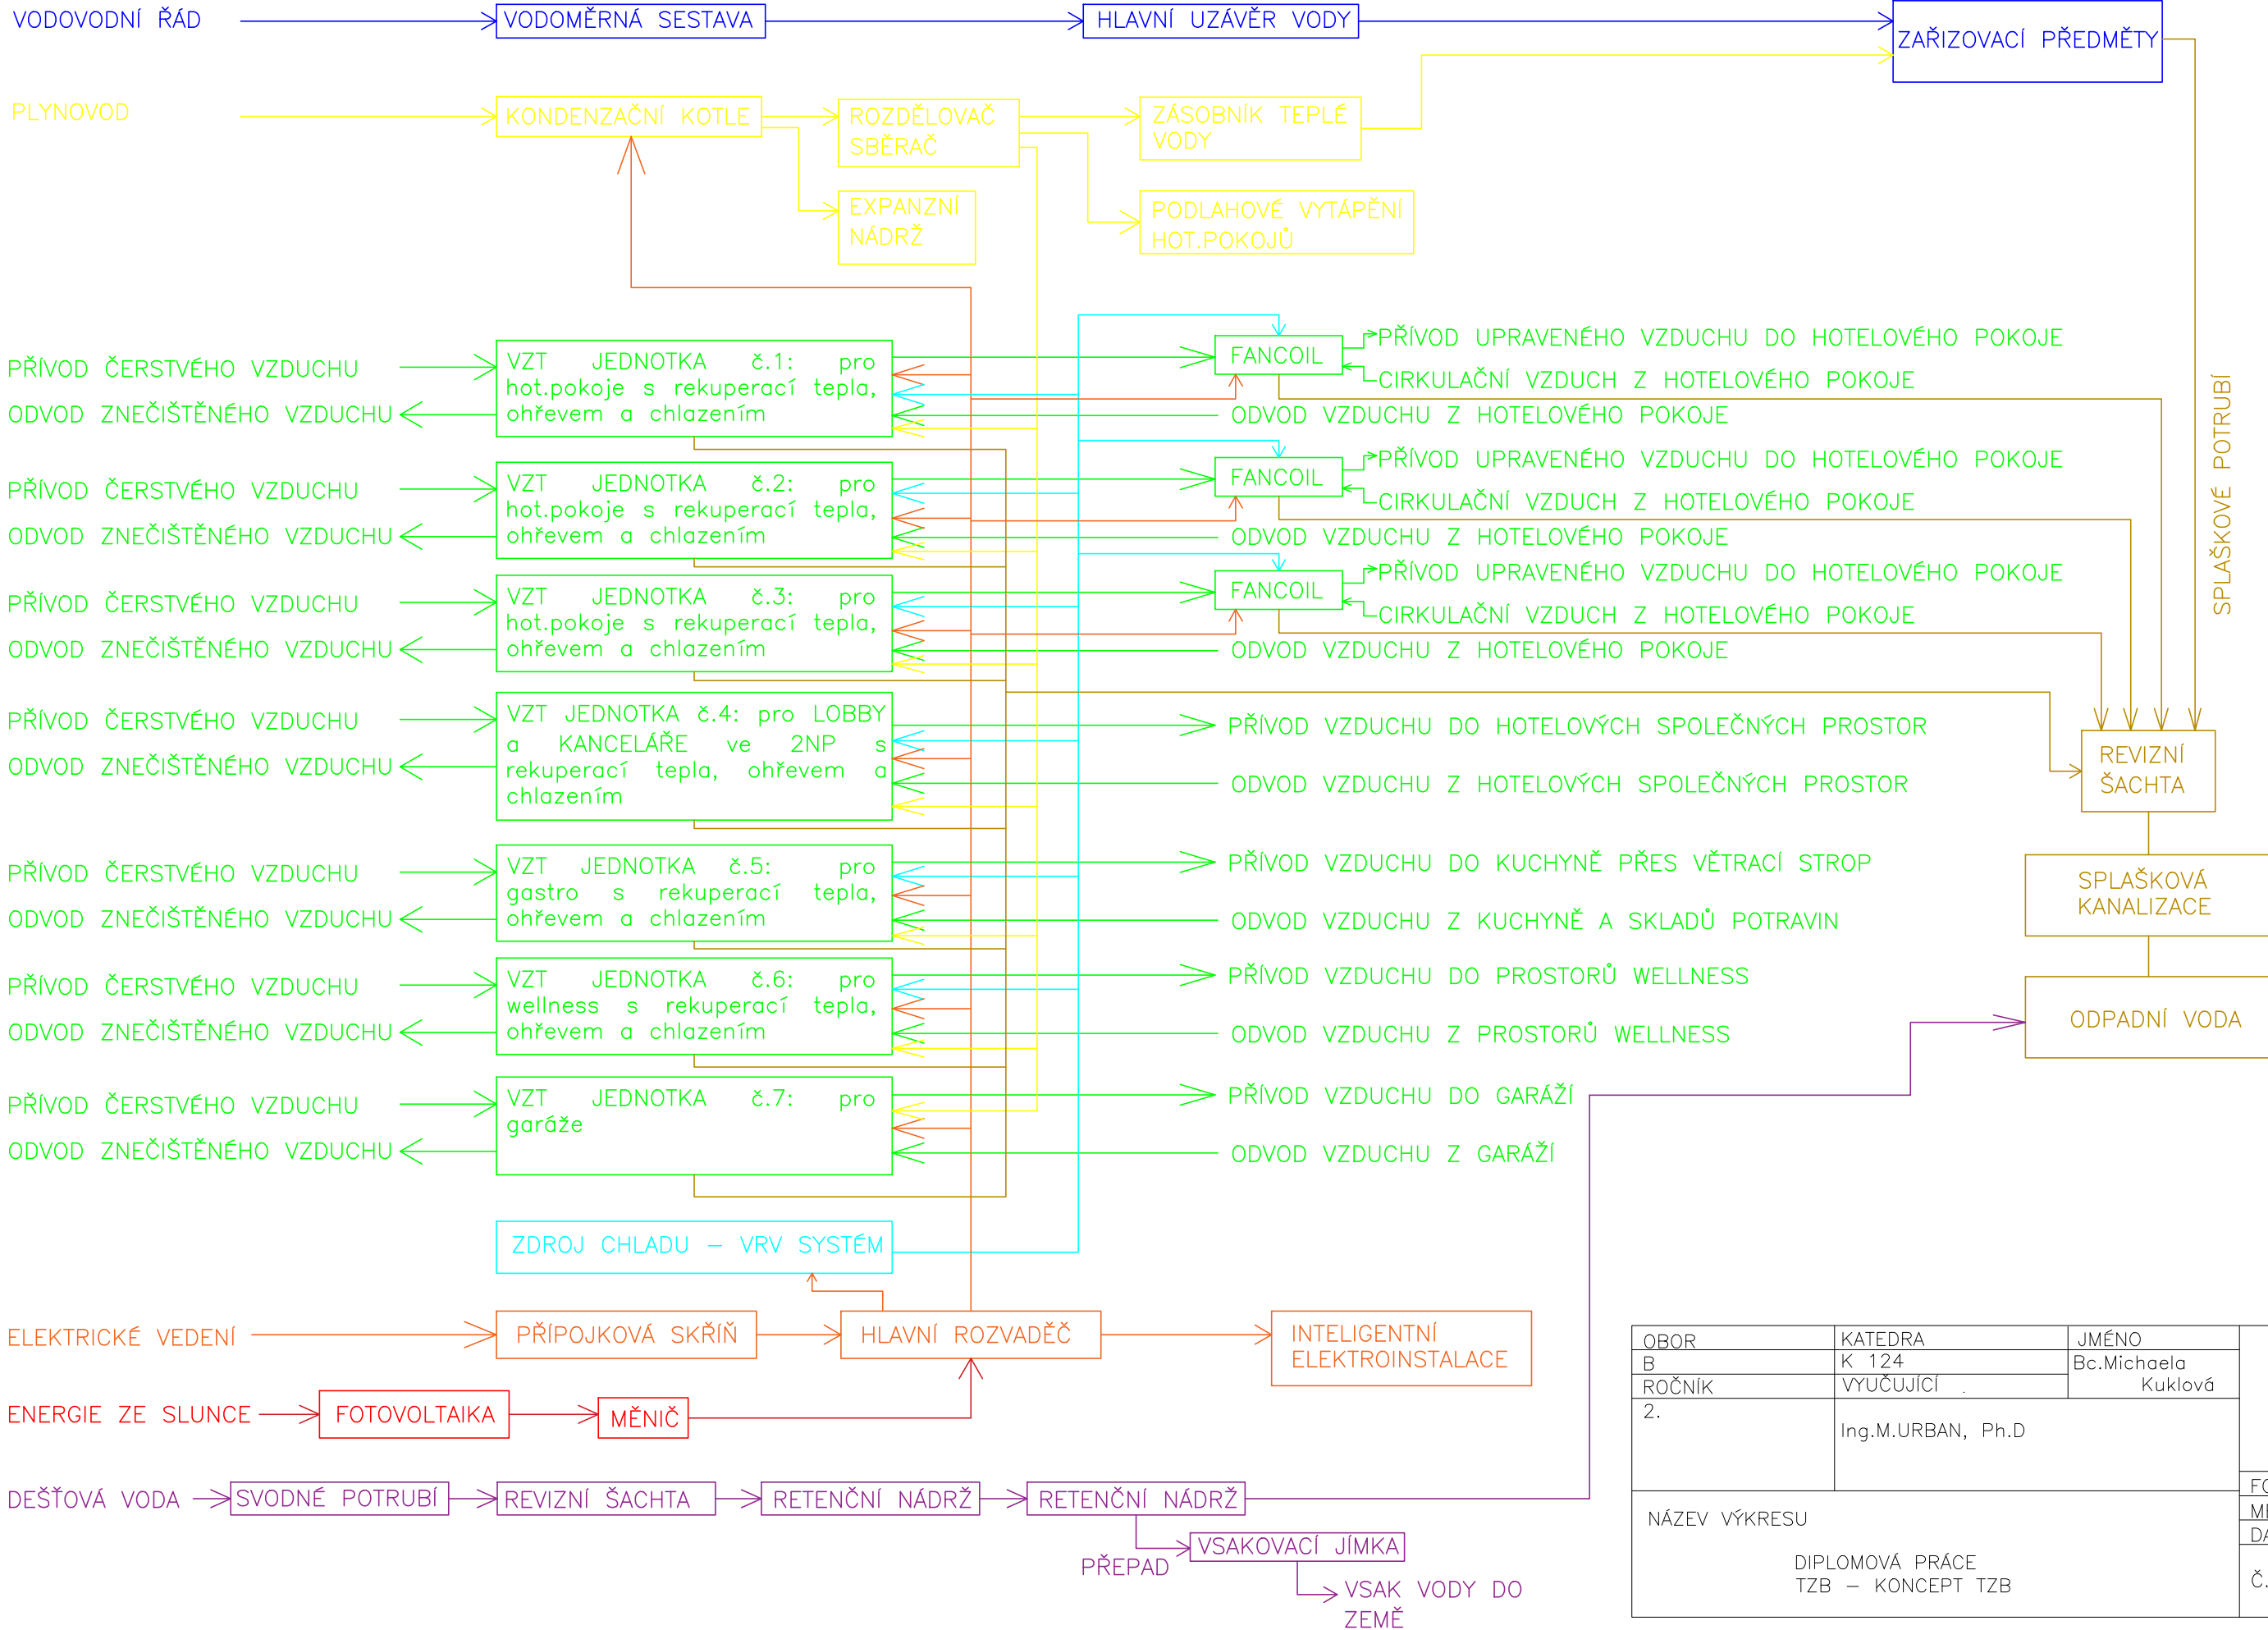 VODOVODNÍ ŘÁD
VODOMĚRNÁ SESTAVA
HLAVNÍ UZÁVĚR VODY
ZAŘIZOVACÍ PŘEDMĚTY
PLYNOVOD
KONDENZAČNÍ KOTLE
ROZDĚLOVAČ
SBĚRAČ
ZÁSOBNÍK TEPLÉ
VODY
EXPANZNÍ
NÁDRŽ
PODLAHOVÉ VYTÁPĚNÍ
HOT.POKOJŮ
PŘÍVOD ČERSTVÉHO VZDUCHU
ODVOD ZNEČIŠTĚNÉHO VZDUCHU
VZT JEDNOTKA č.1: pro
hot.pokoje s rekuperací tepla,
ohřevem a chlazením
FANCOIL
PŘÍVOD UPRAVENÉHO VZDUCHU DO HOTELOVÉHO POKOJE
CIRKULAČNÍ VZDUCH Z HOTELOVÉHO POKOJE
ODVOD VZDUCHU Z HOTELOVÉHO POKOJE
PŘÍVOD ČERSTVÉHO VZDUCHU
ODVOD ZNEČIŠTĚNÉHO VZDUCHU
VZT JEDNOTKA č.2: pro
hot.pokoje s rekuperací tepla,
ohřevem a chlazením
FANCOIL
PŘÍVOD UPRAVENÉHO VZDUCHU DO HOTELOVÉHO POKOJE
CIRKULAČNÍ VZDUCH Z HOTELOVÉHO POKOJE
ODVOD VZDUCHU Z HOTELOVÉHO POKOJE
PŘÍVOD ČERSTVÉHO VZDUCHU
ODVOD ZNEČIŠTĚNÉHO VZDUCHU
VZT JEDNOTKA č.3: pro
hot.pokoje s rekuperací tepla,
ohřevem a chlazením
FANCOIL
PŘÍVOD UPRAVENÉHO VZDUCHU DO HOTELOVÉHO POKOJE
CIRKULAČNÍ VZDUCH Z HOTELOVÉHO POKOJE
ODVOD VZDUCHU Z HOTELOVÉHO POKOJE
SPLAŠKOVÉ POTRUBÍ
PŘÍVOD ČERSTVÉHO VZDUCHU
ODVOD ZNEČIŠTĚNÉHO VZDUCHU
VZT JEDNOTKA č.4: pro LOBBY
a KANCELÁŘE ve 2NP s
rekuperací tepla, ohřevem a
chlazením
PŘÍVOD VZDUCHU DO HOTELOVÝCH SPOLEČNÝCH PROSTOR
ODVOD VZDUCHU Z HOTELOVÝCH SPOLEČNÝCH PROSTOR
REVIZNÍ
ŠACHTA
PŘÍVOD ČERSTVÉHO VZDUCHU
ODVOD ZNEČIŠTĚNÉHO VZDUCHU
VZT JEDNOTKA č.5: pro
gastro s rekuperací tepla,
ohřevem a chlazením
PŘÍVOD VZDUCHU DO KUCHYNĚ PŘES VĚTRACÍ STROP
ODVOD VZDUCHU Z KUCHYNĚ A SKLADŮ POTRAVIN
SPLAŠKOVÁ
KANALIZACE
PŘÍVOD ČERSTVÉHO VZDUCHU
ODVOD ZNEČIŠTĚNÉHO VZDUCHU
VZT JEDNOTKA č.6: pro
wellness s rekuperací tepla,
ohřevem a chlazením
PŘÍVOD VZDUCHU DO PROSTORŮ WELLNESS
ODVOD VZDUCHU Z PROSTORŮ WELLNESS
ODPADNÍ VODA
PŘÍVOD ČERSTVÉHO VZDUCHU
ODVOD ZNEČIŠTĚNÉHO VZDUCHU
VZT JEDNOTKA č.7: pro
garáže
PŘÍVOD VZDUCHU DO GARÁŽÍ
ODVOD VZDUCHU Z GARÁŽÍ
ZDROJ CHLADU - VRV SYSTÉM
ELEKTRICKÉ VEDENÍ
PŘÍPOJKOVÁ SKŘÍŇ
HLAVNÍ ROZVADĚČ
INTELIGENTNÍ
ELEKTROINSTALACE
ENERGIE ZE SLUNCE
FOTOVOLTAIKA
MĚNIČ
DEŠŤOVÁ VODA
SVODNÉ POTRUBÍ
REVIZNÍ ŠACHTA
RETENČNÍ NÁDRŽ
RETENČNÍ NÁDRŽ
PŘEPAD
VSAKOVACÍ JÍMKA
VSAK VODY DO
ZEMĚ
OBOR
KATEDRA
JMÉNO
B
K 124
Bc.Michaela
Kuklová
ROČNÍK
VYUČUJÍCÍ
2.
Ing.M.URBAN, Ph.D
NÁZEV VÝKRESU
DIPLOMOVÁ PRÁCE
TZB - KONCEPT TZB
Č.